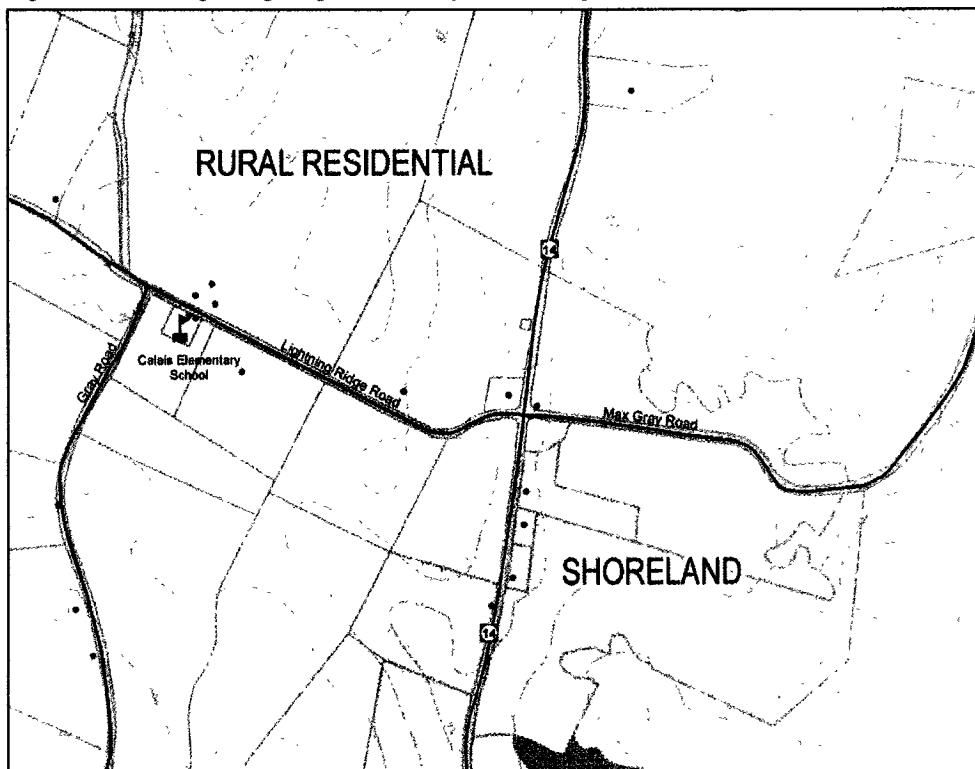 RURAL RESIDENTIAL
14
Calais Elementary
School
Gray Road
Lightning Ridge Road
Max Gray Road
SHORELAND
14